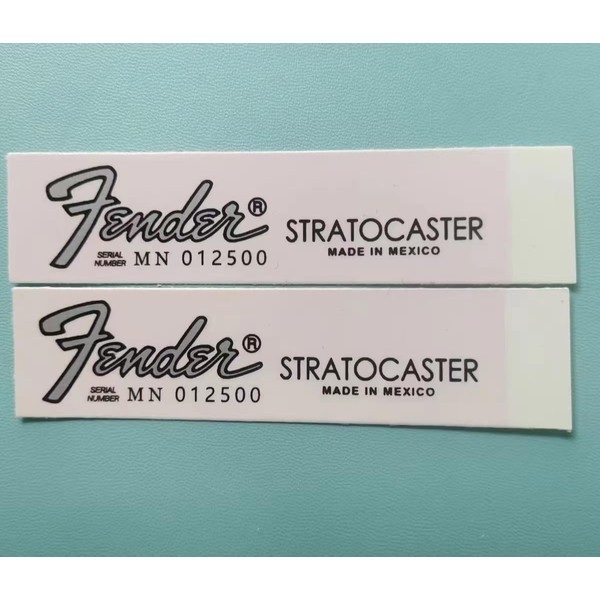 Fender® STRATOCASTER
SERIAL NUMBER MN 012500 MADE IN MEXICO
Fender® STRATOCASTER
SERIAL NUMBER MN 012500 MADE IN MEXICO